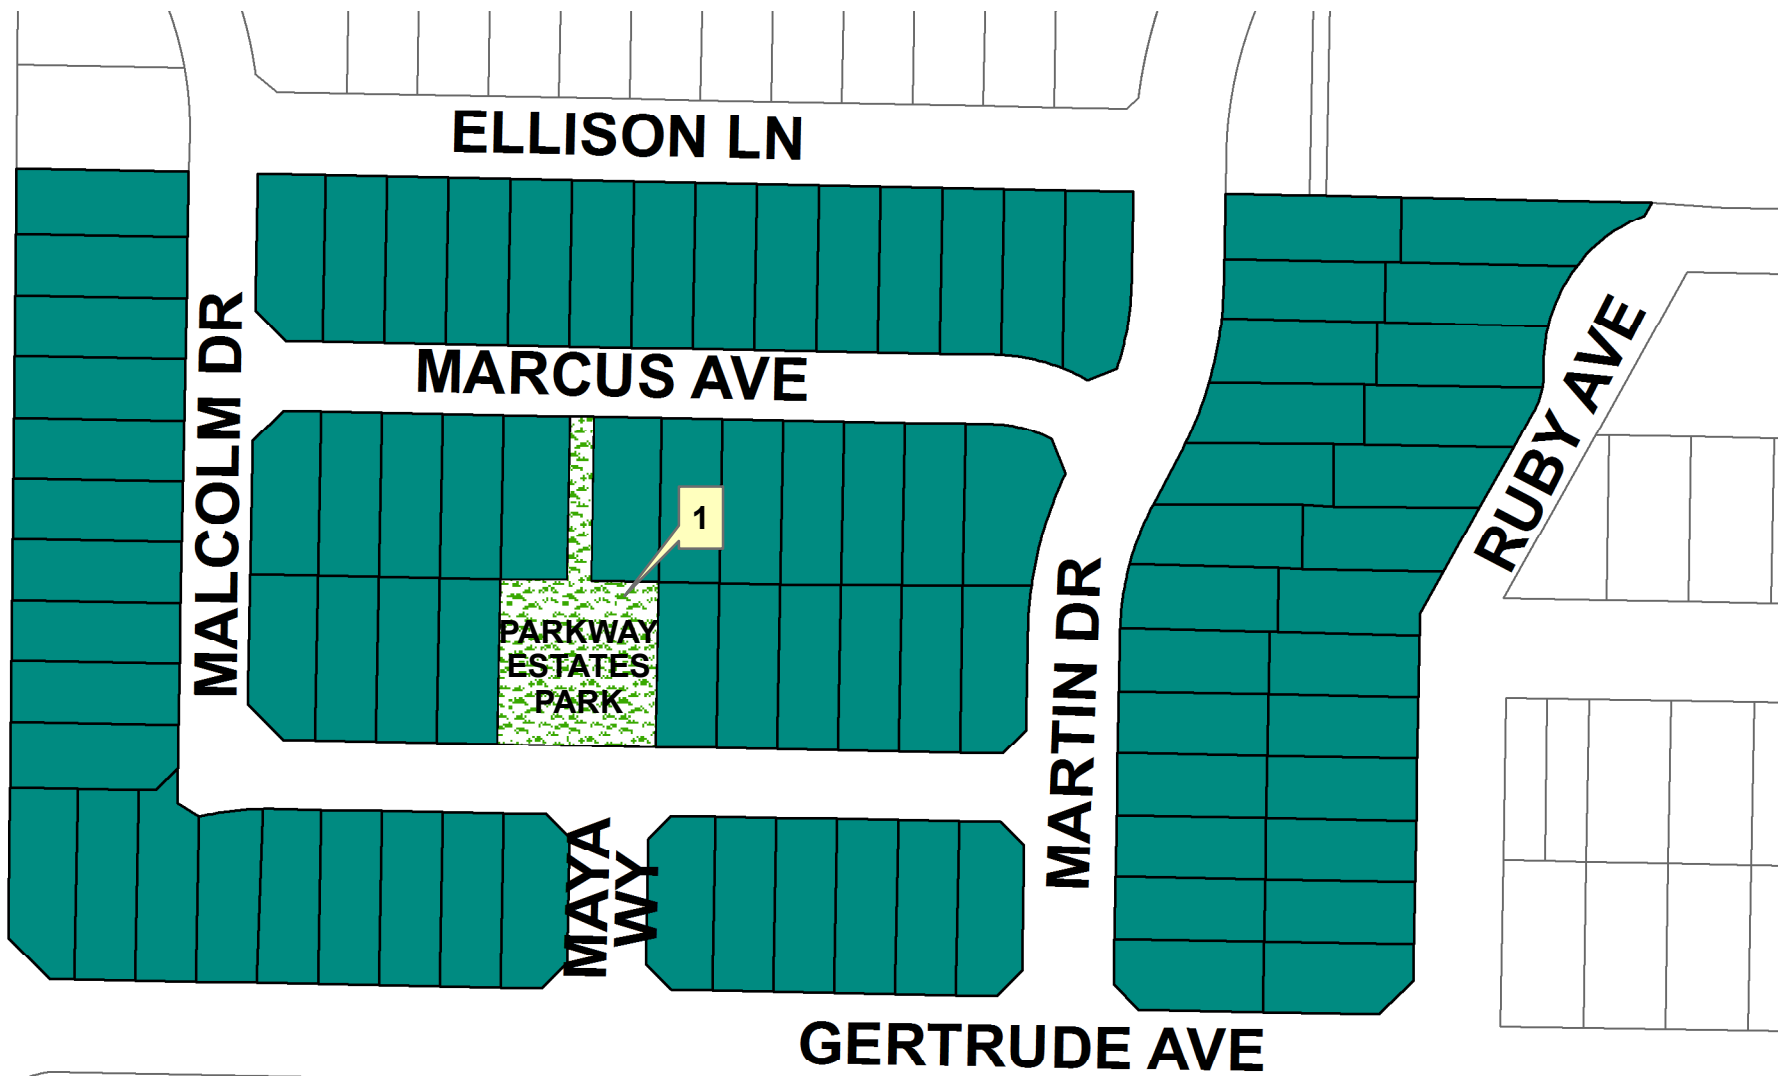 ELLISON LN
MARCUS AVE
MALCOLM DR
RUBY AVE
1
PARKWAY
ESTATES
PARK
MARTIN DR
MAYA
WY
GERTRUDE AVE